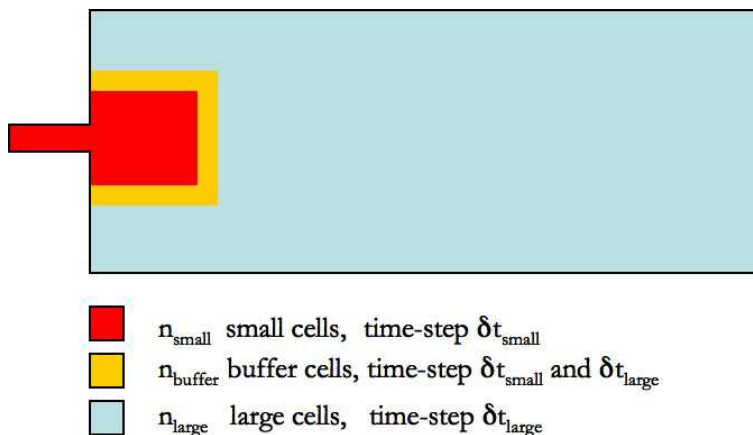 n_small small cells, time-step δt_small
n_buffer buffer cells, time-step δt_small and δt_large
n_large large cells, time-step δt_large